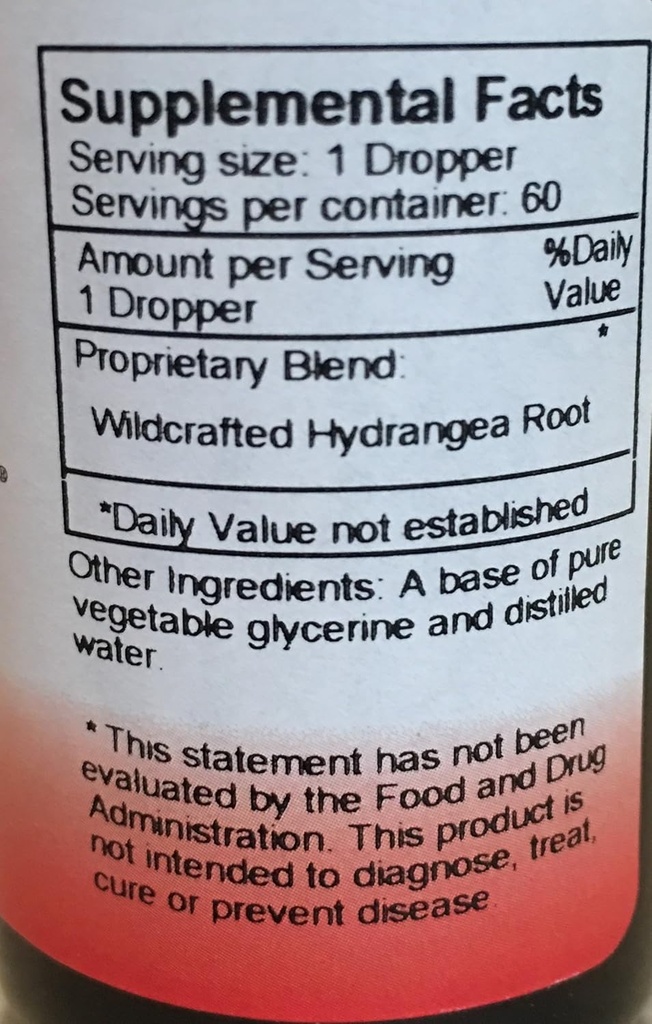 Supplemental Facts
Serving size: 1 Dropper
Servings per container: 60
Amount per Serving %Daily
1 Dropper Value
*
Proprietary Blend:
Wildcrafted Hydrangea Root
®
*Daily Value not established
Other Ingredients: A base of pure
vegetable glycerine and distilled
water.
* This statement has not been
evaluated by the Food and Drug
Administration. This product is
not intended to diagnose, treat,
cure or prevent disease.